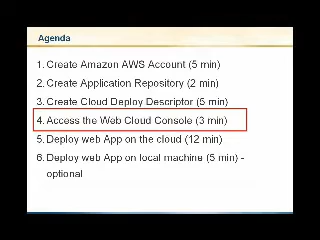 Agenda
1. Create Amazon AWS Account (5 min)
2. Create Application Repository (2 min)
3. Create Cloud Deploy Descriptor (5 min)
4. Access the Web Cloud Console (3 min)
5. Deploy web App on the cloud (12 min)
6. Deploy web App on local machine (5 min) -
optional